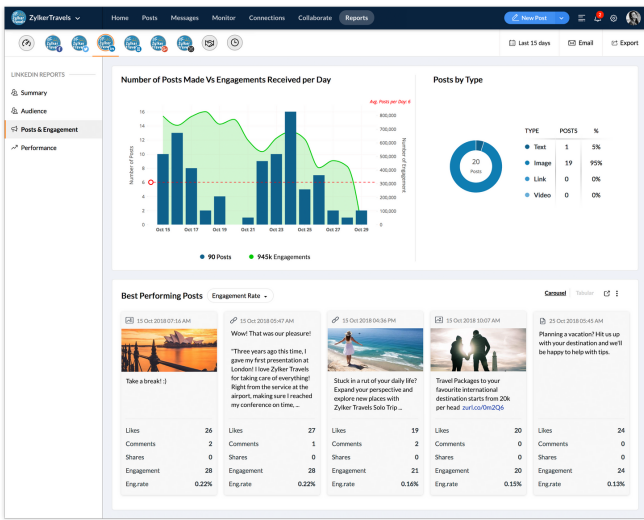 ZylkerTravels
Home Posts Messages Monitor Connections Collaborate Reports
New Post
Last 15 days Email Export
LINKEDIN REPORTS
Summary
Audience
Posts & Engagement
Performance
Number of Posts Made Vs Engagements Received per Day
Avg. Posts per Day: 6
Number of Posts
16
14
12
10
8
6
4
2
0
800,000
700,000
600,000
500,000
400,000
300,000
200,000
100,000
0
Number of Engagement
Oct 15 Oct 17 Oct 19 Oct 21 Oct 23 Oct 25 Oct 27 Oct 29
90 Posts 945k Engagements
Posts by Type
20
Posts
TYPE POSTS %
Text 1 5%
Image 19 95%
Link 0 0%
Video 0 0%
Best Performing Posts Engagement Rate
Carousel Tabular
15 Oct 2018 07:16 AM
Take a break! :)
Likes 26
Comments 2
Shares 0
Engagement 28
Eng.rate 0.22%
15 Oct 2018 05:47 AM
Wow! That was our pleasure!
"Three years ago this time, I
gave my first presentation at
London! I love Zylker Travels
for taking care of everything!
Right from the service at the
airport, making sure I reached
my conference on time, ...
Likes 27
Comments 1
Shares 0
Engagement 28
Eng.rate 0.22%
15 Oct 2018 04:36 PM
Stuck in a rut of your daily life?
Expand your perspective and
explore new places with
Zylker Travels Solo Trip ...
Likes 19
Comments 2
Shares 0
Engagement 21
Eng.rate 0.16%
15 Oct 2018 10:07 AM
Travel Packages to your
favourite international
destination starts from 20k
per head zurl.co/0m2Q6
Likes 20
Comments 0
Shares 0
Engagement 20
Eng.rate 0.15%
25 Oct 2018 05:45 AM
Planning a vacation? Hit us up
with your destination and we'll
be happy to help with tips.
Likes 24
Comments 0
Shares 0
Engagement 24
Eng.rate 0.13%